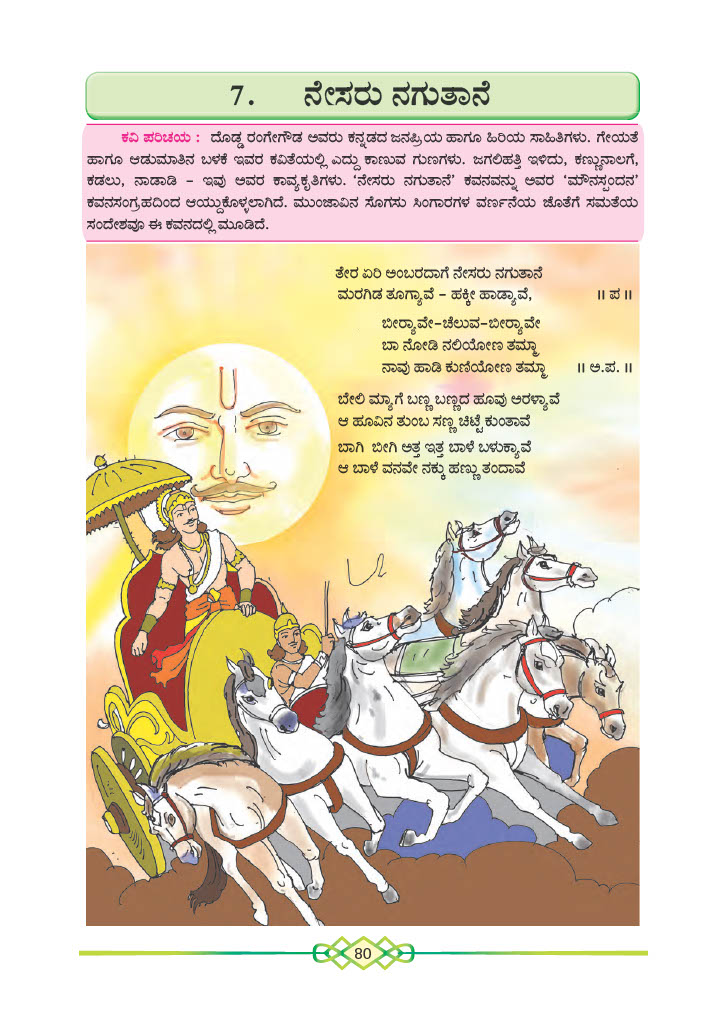 7. ನೇಸರು ನಗುತಾನೆ
ಕವಿ ಪರಿಚಯ : ದೊಡ್ಡ ರಂಗೇಗೌಡ ಅವರು ಕನ್ನಡದ ಜನಪ್ರಿಯ ಹಾಗೂ ಹಿರಿಯ ಸಾಹಿತಿಗಳು. ಗೇಯತೆ
ಹಾಗೂ ಆಡುಮಾತಿನ ಬಳಕೆ ಇವರ ಕವಿತೆಯಲ್ಲಿ ಎದ್ದು ಕಾಣುವ ಗುಣಗಳು. ಜಗಲಿಹತ್ತಿ ಇಳಿದು, ಕಣ್ಣುನಾಲಗೆ,
ಕಡಲು, ನಾಡಾಡಿ – ಇವು ಅವರ ಕಾವ್ಯಕೃತಿಗಳು. ‘ನೇಸರು ನಗುತಾನೆ’ ಕವನವನ್ನು ಅವರ ‘ಮೌನಸ್ಪಂದನ’
ಕವನಸಂಗ್ರಹದಿಂದ ಆಯ್ದುಕೊಳ್ಳಲಾಗಿದೆ. ಮುಂಜಾವಿನ ಸೊಗಸು ಸಿಂಗಾರಗಳ ವರ್ಣನೆಯ ಜೊತೆಗೆ ಸಮತೆಯ
ಸಂದೇಶವೂ ಈ ಕವನದಲ್ಲಿ ಮೂಡಿದೆ.
ತೇರ ಏರಿ ಅಂಬರದಾಗೆ ನೇಸರು ನಗುತಾನೆ
ಮರಗಿಡ ತೂಗ್ಯಾವೆ – ಹಕ್ಕೀ ಹಾಡ್ಯಾವೆ, ॥ ಪ ॥
ಬೀರ್‍ಯಾವೇ–ಚೆಲುವ–ಬೀರ್‍ಯಾವೇ
ಬಾ ನೋಡಿ ನಲಿಯೋಣ ತಮ್ಮಾ
ನಾವು ಹಾಡಿ ಕುಣಿಯೋಣ ತಮ್ಮಾ ॥ ಅ.ಪ. ॥
ಬೇಲಿ ಮ್ಯಾಗೆ ಬಣ್ಣ ಬಣ್ಣದ ಹೂವು ಅರಳ್ಯಾವೆ
ಆ ಹೂವಿನ ತುಂಬ ಸಣ್ಣ ಚಿಟ್ಟೆ ಕುಂತಾವೆ
ಬಾಗಿ ಬೀಗಿ ಅತ್ತ ಇತ್ತ ಬಾಳೆ ಬಳುಕ್ಯಾವೆ
ಆ ಬಾಳೆ ವನವೇ ನಕ್ಕು ಹಣ್ಣು ತಂದಾವೆ
80